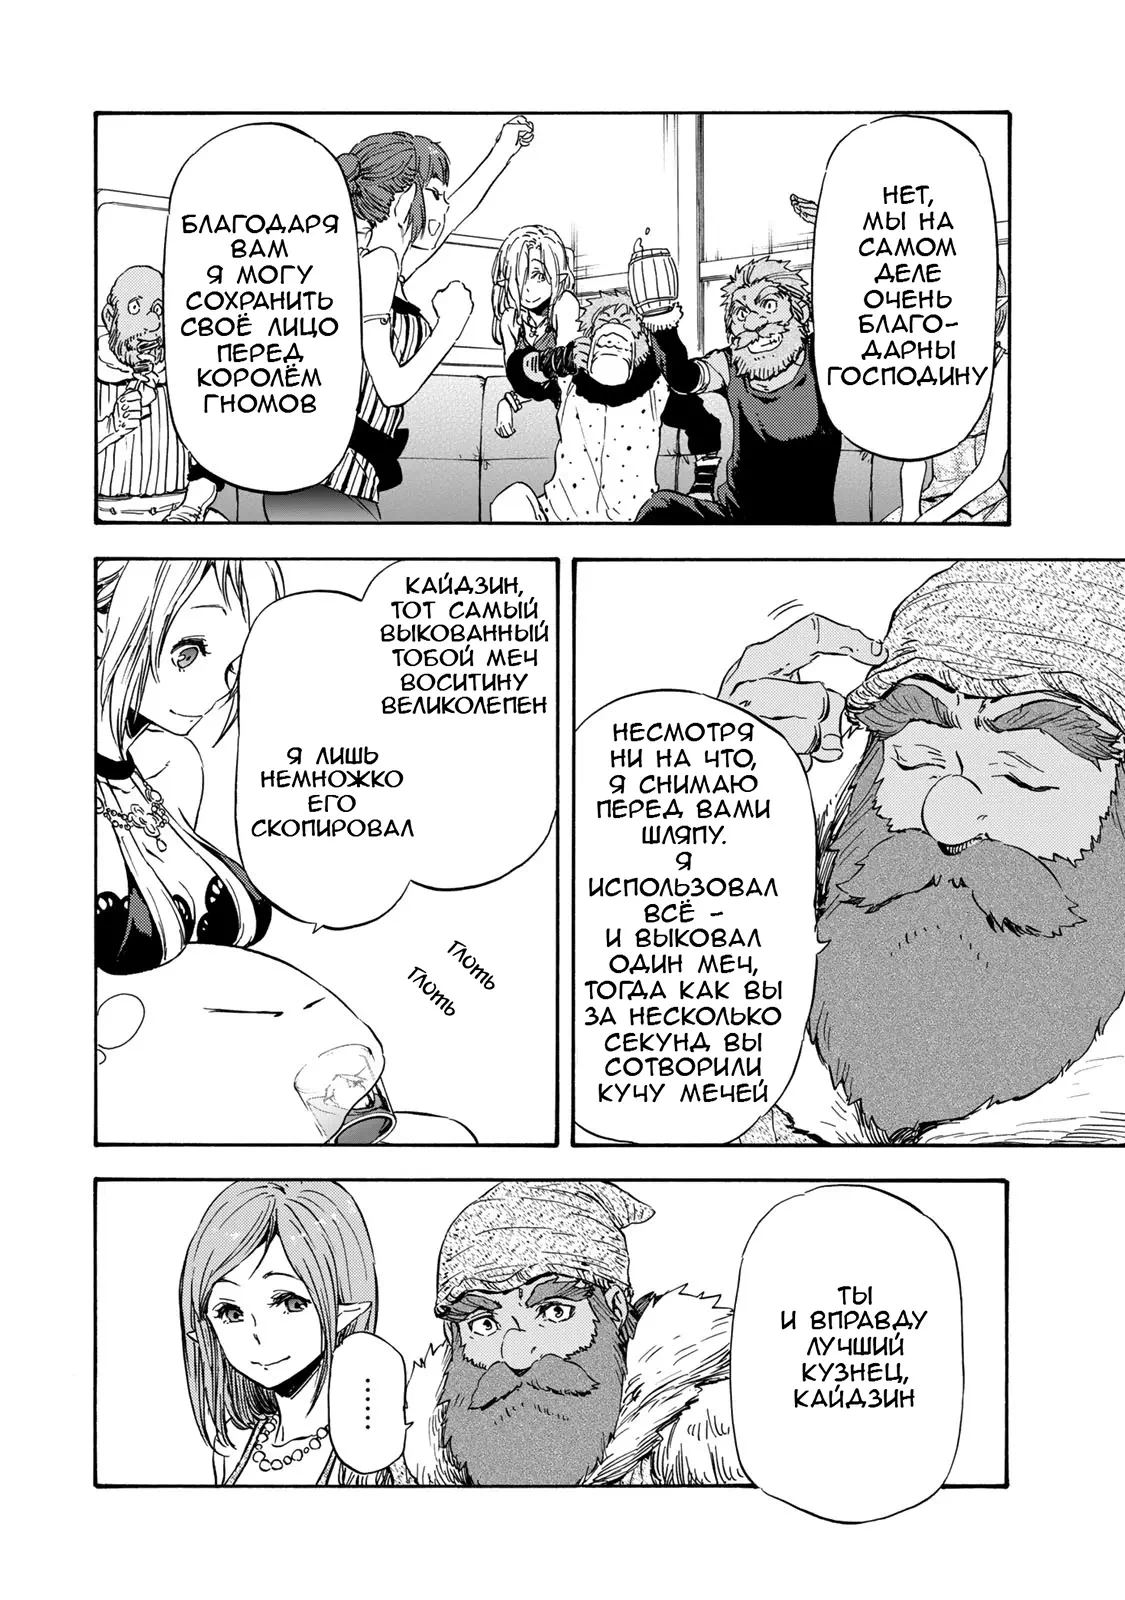 НЕТ,
МЫ НА
САМОМ
ДЕЛЕ
ОЧЕНЬ
БЛАГО-
ДАРНЫ
ГОСПОДИНУ
БЛАГОДАРЯ
ВАМ
Я МОГУ
СОХРАНИТЬ
СВОЁ ЛИЦО
ПЕРЕД
КОРОЛЁМ
ГНОМОВ
НЕСМОТРЯ
НИ НА ЧТО,
Я СНИМАЮ
ПЕРЕД ВАМИ
ШЛЯПУ.
Я
ИСПОЛЬЗОВАЛ
ВСЁ -
И ВЫКОВАЛ
ОДИН МЕЧ,
ТОГДА КАК ВЫ
ЗА НЕСКОЛЬКО
СЕКУНД ВЫ
СОТВОРИЛИ
КУЧУ МЕЧЕЙ
КАЙДЗИН,
ТОТ САМЫЙ
ВЫКОВАННЫЙ
ТОБОЙ МЕЧ
ВОСИТИНУ
ВЕЛИКОЛЕПЕН
Я ЛИШЬ
НЕМНОЖКО
ЕГО
СКОПИРОВАЛ
ГЛОТЬ
ГЛОТЬ
ТЫ
И ВПРАВДУ
ЛУЧШИЙ
КУЗНЕЦ,
КАЙДЗИН
........